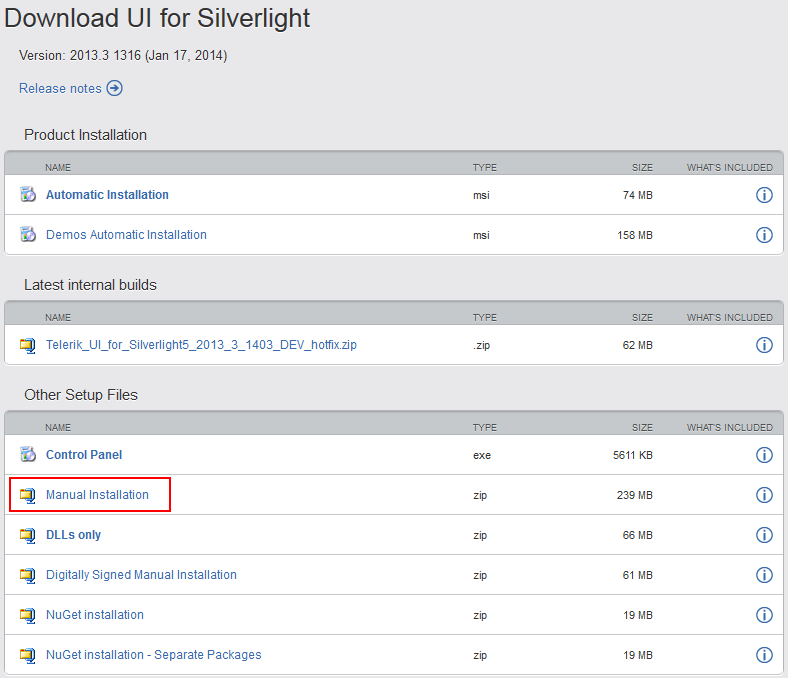 Download UI for Silverlight
Version: 2013.3 1316 (Jan 17, 2014)
Release notes
Product Installation
NAME TYPE SIZE WHAT'S INCLUDED
Automatic Installation msi 74 MB
Demos Automatic Installation msi 158 MB
Latest internal builds
NAME TYPE SIZE WHAT'S INCLUDED
Telerik_UI_for_Silverlight5_2013_3_1403_DEV_hotfix.zip .zip 62 MB
Other Setup Files
NAME TYPE SIZE WHAT'S INCLUDED
Control Panel exe 5611 KB
Manual Installation zip 239 MB
DLLs only zip 66 MB
Digitally Signed Manual Installation zip 61 MB
NuGet installation zip 19 MB
NuGet installation - Separate Packages zip 19 MB